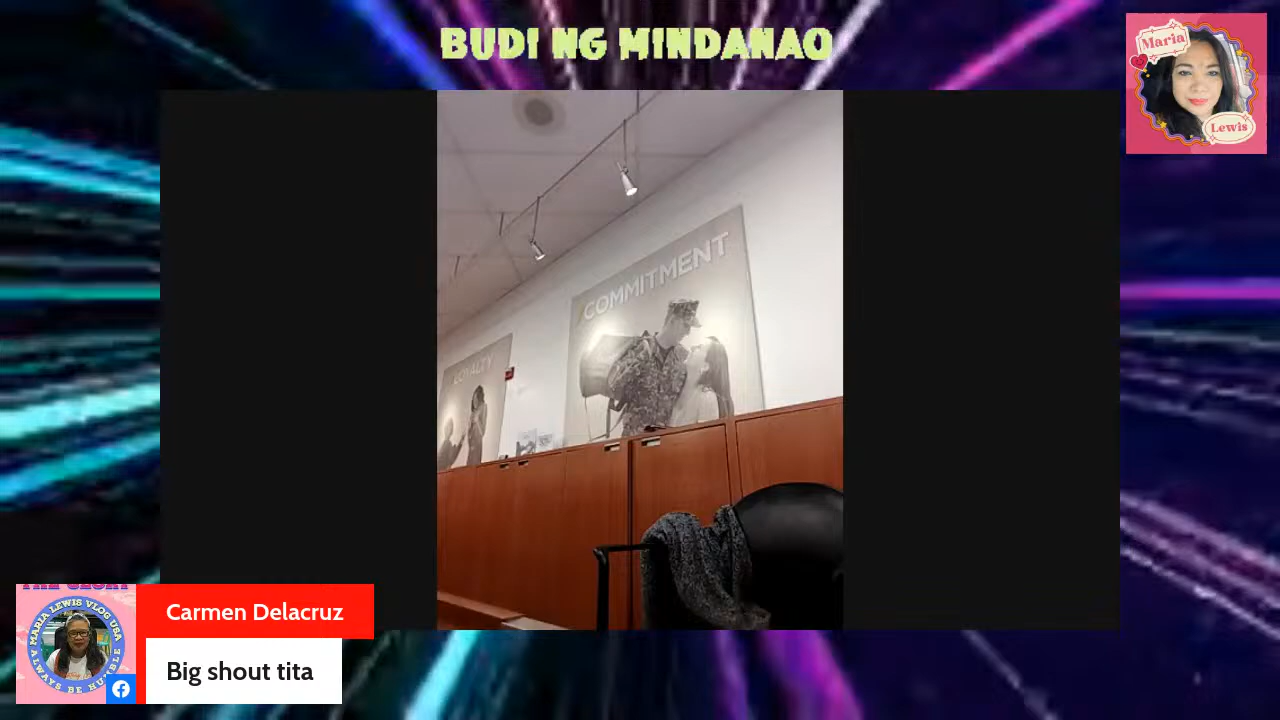 BUDI NG MINDANAO
Maria
Lewis
COMMITMENT
LOYALTY
MARIA LEWIS VLOG USA
ALWAYS BE HUMBLE
Carmen Delacruz
Big shout tita